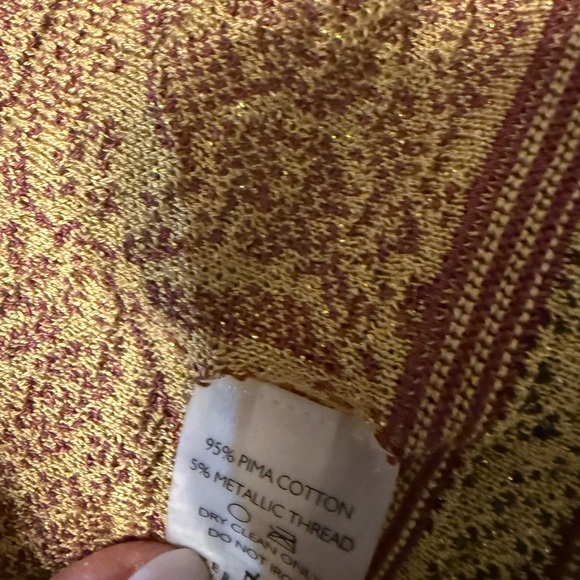 95% PIMA COTTON
5% METALLIC THREAD
DRY CLEAN ONLY
DO NOT IRON